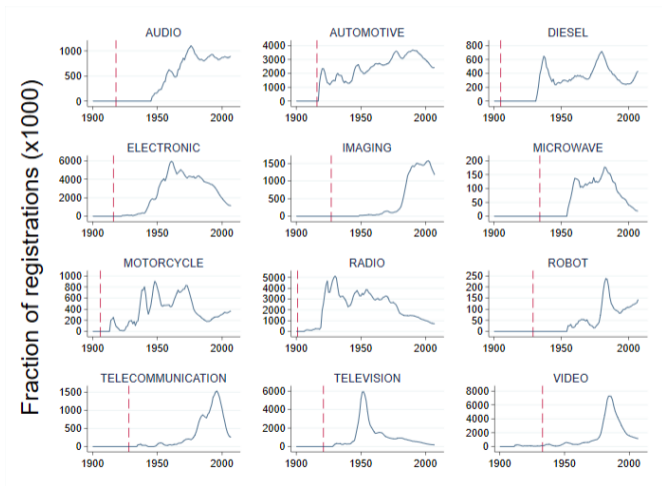 Fraction of registrations (x1000)
AUDIO
1000
500
0
1900 1950 2000
AUTOMOTIVE
4000
3000
2000
1000
0
1900 1950 2000
DIESEL
800
600
400
200
0
1900 1950 2000
ELECTRONIC
6000
4000
2000
0
1900 1950 2000
IMAGING
1500
1000
500
0
1900 1950 2000
MICROWAVE
200
150
100
50
0
1900 1950 2000
MOTORCYCLE
1000
800
600
400
200
0
1900 1950 2000
RADIO
5000
4000
3000
2000
1000
0
1900 1950 2000
ROBOT
250
200
150
100
50
0
1900 1950 2000
TELECOMMUNICATION
1500
1000
500
0
1900 1950 2000
TELEVISION
6000
4000
2000
0
1900 1950 2000
VIDEO
8000
6000
4000
2000
0
1900 1950 2000